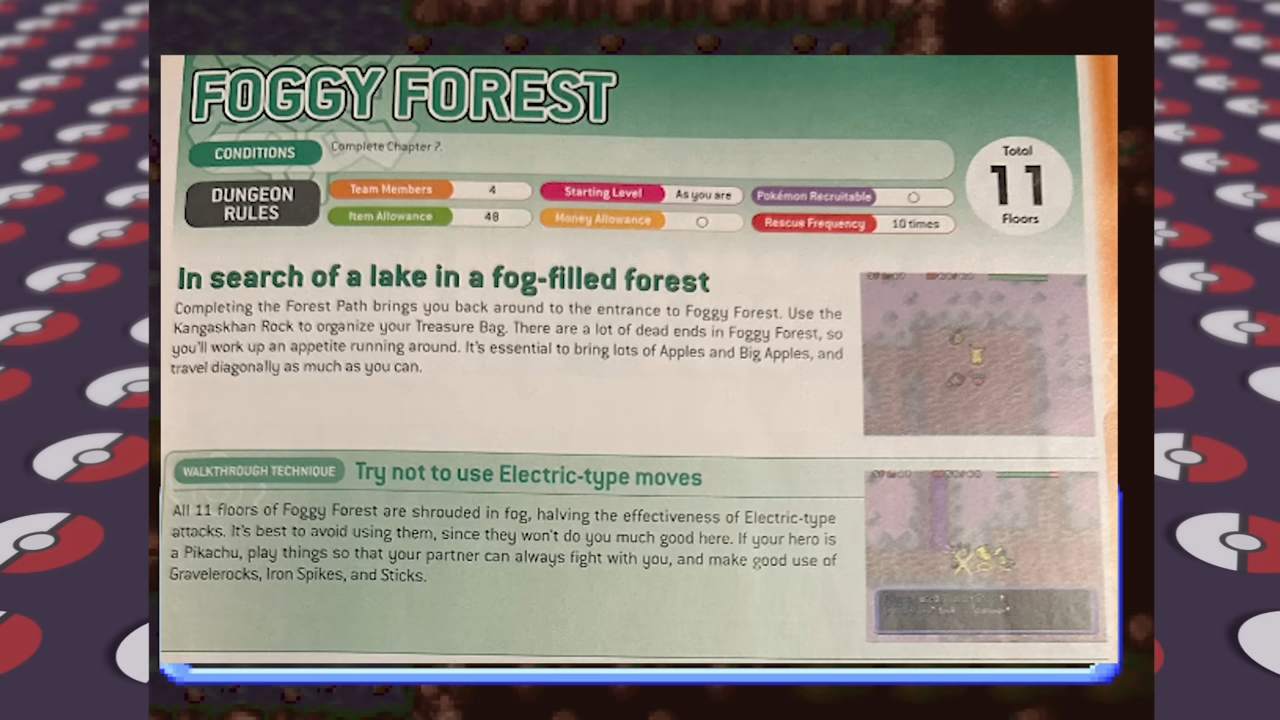 FOGGY FOREST
CONDITIONS Complete Chapter 7.
Total
11
Floors
DUNGEON RULES
Team Members 4 Starting Level As you are Pokémon Recruitable ○
Item Allowance 48 Money Allowance ○ Rescue Frequency 10 times
In search of a lake in a fog-filled forest
Completing the Forest Path brings you back around to the entrance to Foggy Forest. Use the
Kangaskhan Rock to organize your Treasure Bag. There are a lot of dead ends in Foggy Forest, so
you'll work up an appetite running around. It's essential to bring lots of Apples and Big Apples, and
travel diagonally as much as you can.
WALKTHROUGH TECHNIQUE Try not to use Electric-type moves
All 11 floors of Foggy Forest are shrouded in fog, halving the effectiveness of Electric-type
attacks. It's best to avoid using them, since they won't do you much good here. If your hero is
a Pikachu, play things so that your partner can always fight with you, and make good use of
Gravelerocks, Iron Spikes, and Sticks.